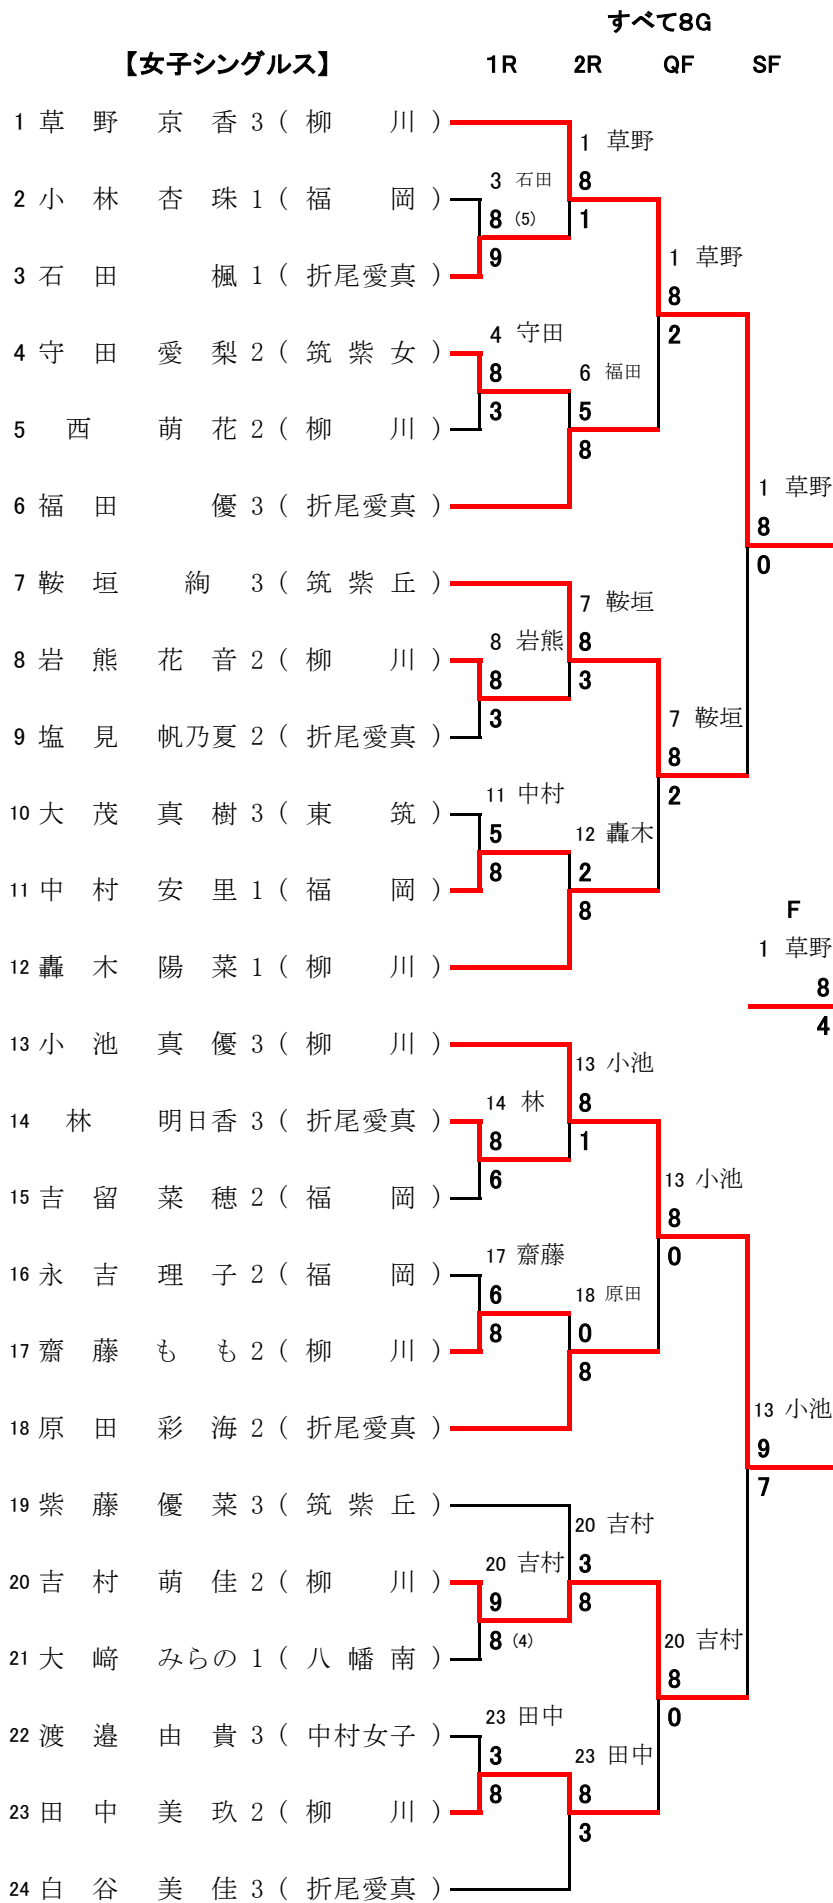 すべて8G
【女子シングルス】 1R 2R QF SF
1 草野 京香 3 ( 柳川 )
1 草野
3 石田
8
2 小林 杏珠 1 ( 福岡 )
8 (5)
1
9
1 草野
3 石田 楓 1 ( 折尾愛真 )
8
4 守田
2
4 守田 愛梨 2 ( 筑紫女 )
8
6 福田
3
5
5 西 萌花 2 ( 柳川 )
8
1 草野
6 福田 優 3 ( 折尾愛真 )
8
0
7 鞍垣 絢 3 ( 筑紫丘 )
7 鞍垣
8 岩熊
8
8 岩熊 花音 2 ( 柳川 )
8
3
3
7 鞍垣
9 塩見 帆乃夏 2 ( 折尾愛真 )
8
11 中村
2
10 大茂 真樹 3 ( 東筑 )
5
12 轟木
2
11 中村 安里 1 ( 福岡 )
8
8
F
1 草野
12 轟木 陽菜 1 ( 柳川 )
8
4
13 小池 真優 3 ( 柳川 )
13 小池
14 林
8
14 林 明日香 3 ( 折尾愛真 )
8
1
6
13 小池
15 吉留 菜穂 2 ( 福岡 )
8
17 齋藤
0
16 永吉 理子 2 ( 福岡 )
6
18 原田
8
0
17 齋藤 もも 2 ( 柳川 )
8
13 小池
18 原田 彩海 2 ( 折尾愛真 )
9
7
19 紫藤 優菜 3 ( 筑紫丘 )
20 吉村
20 吉村
3
20 吉村 萌佳 2 ( 柳川 )
9
8
8 (4)
20 吉村
21 大﨑 みらの 1 ( 八幡南 )
8
23 田中
0
22 渡邉 由貴 3 ( 中村女子 )
3
23 田中
8
8
23 田中 美玖 2 ( 柳川 )
3
24 白谷 美佳 3 ( 折尾愛真 )